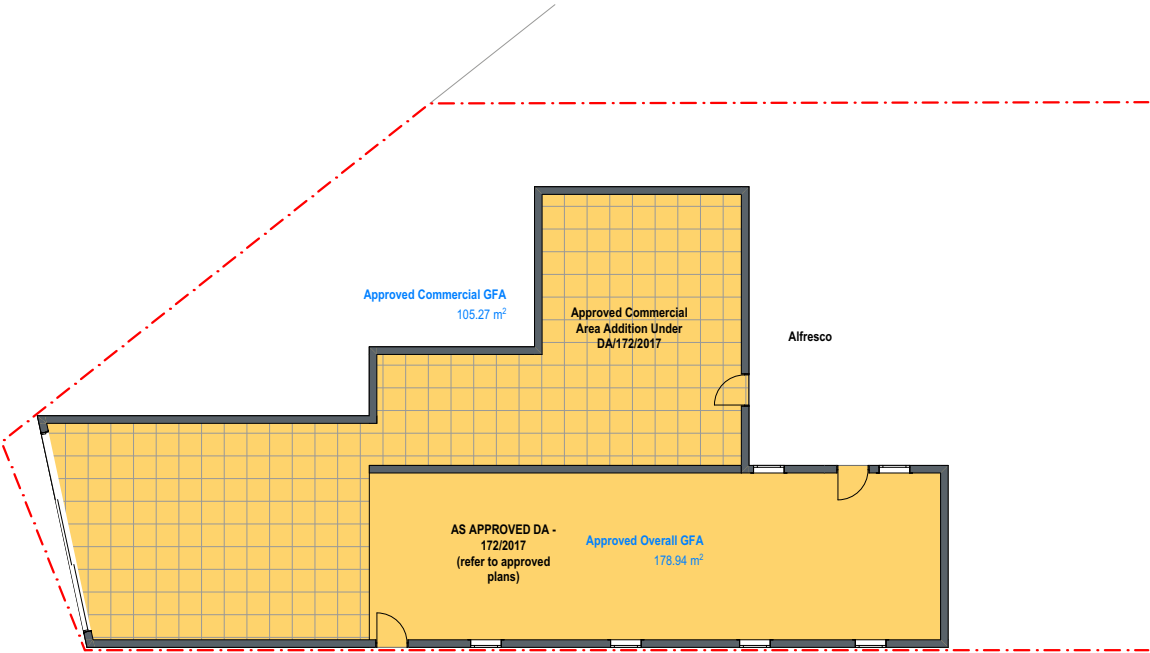 Approved Commercial GFA
105.27 m²
Approved Commercial
Area Addition Under
DA/172/2017
Alfresco
AS APPROVED DA -
172/2017
(refer to approved
plans)
Approved Overall GFA
178.94 m²